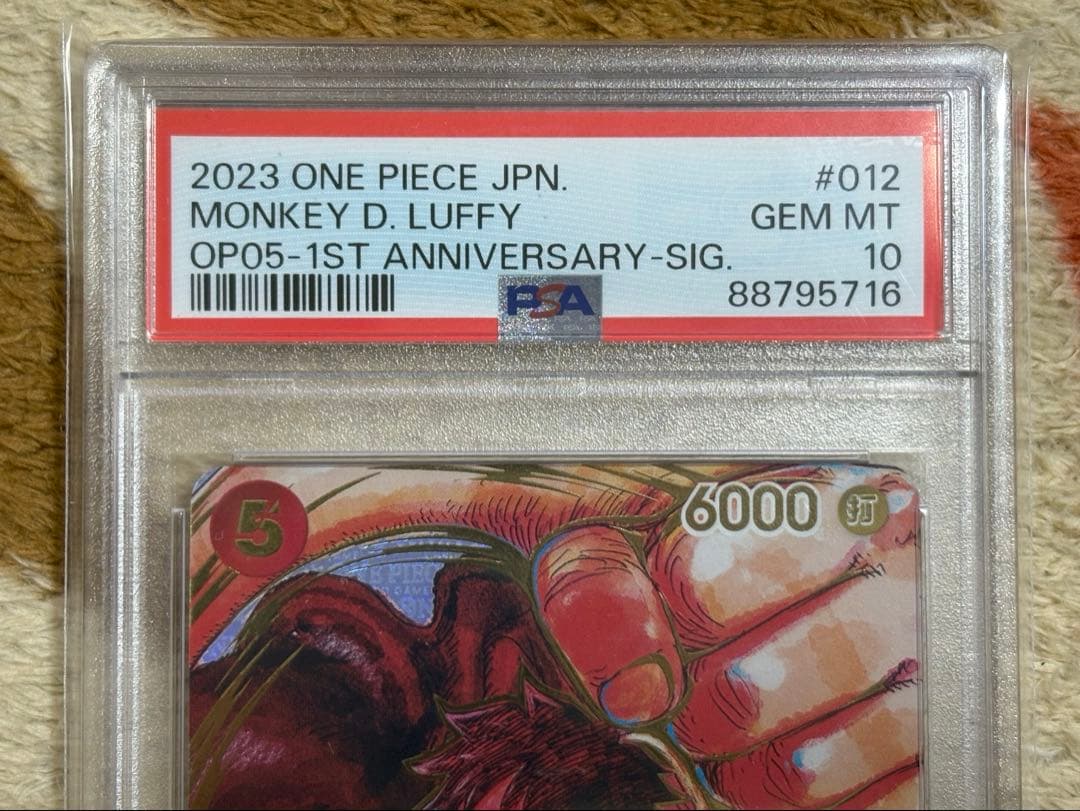 2023 ONE PIECE JPN. #012
MONKEY D. LUFFY GEM MT
OP05-1ST ANNIVERSARY-SIG. 10
88795716
PSA
5 6000 打